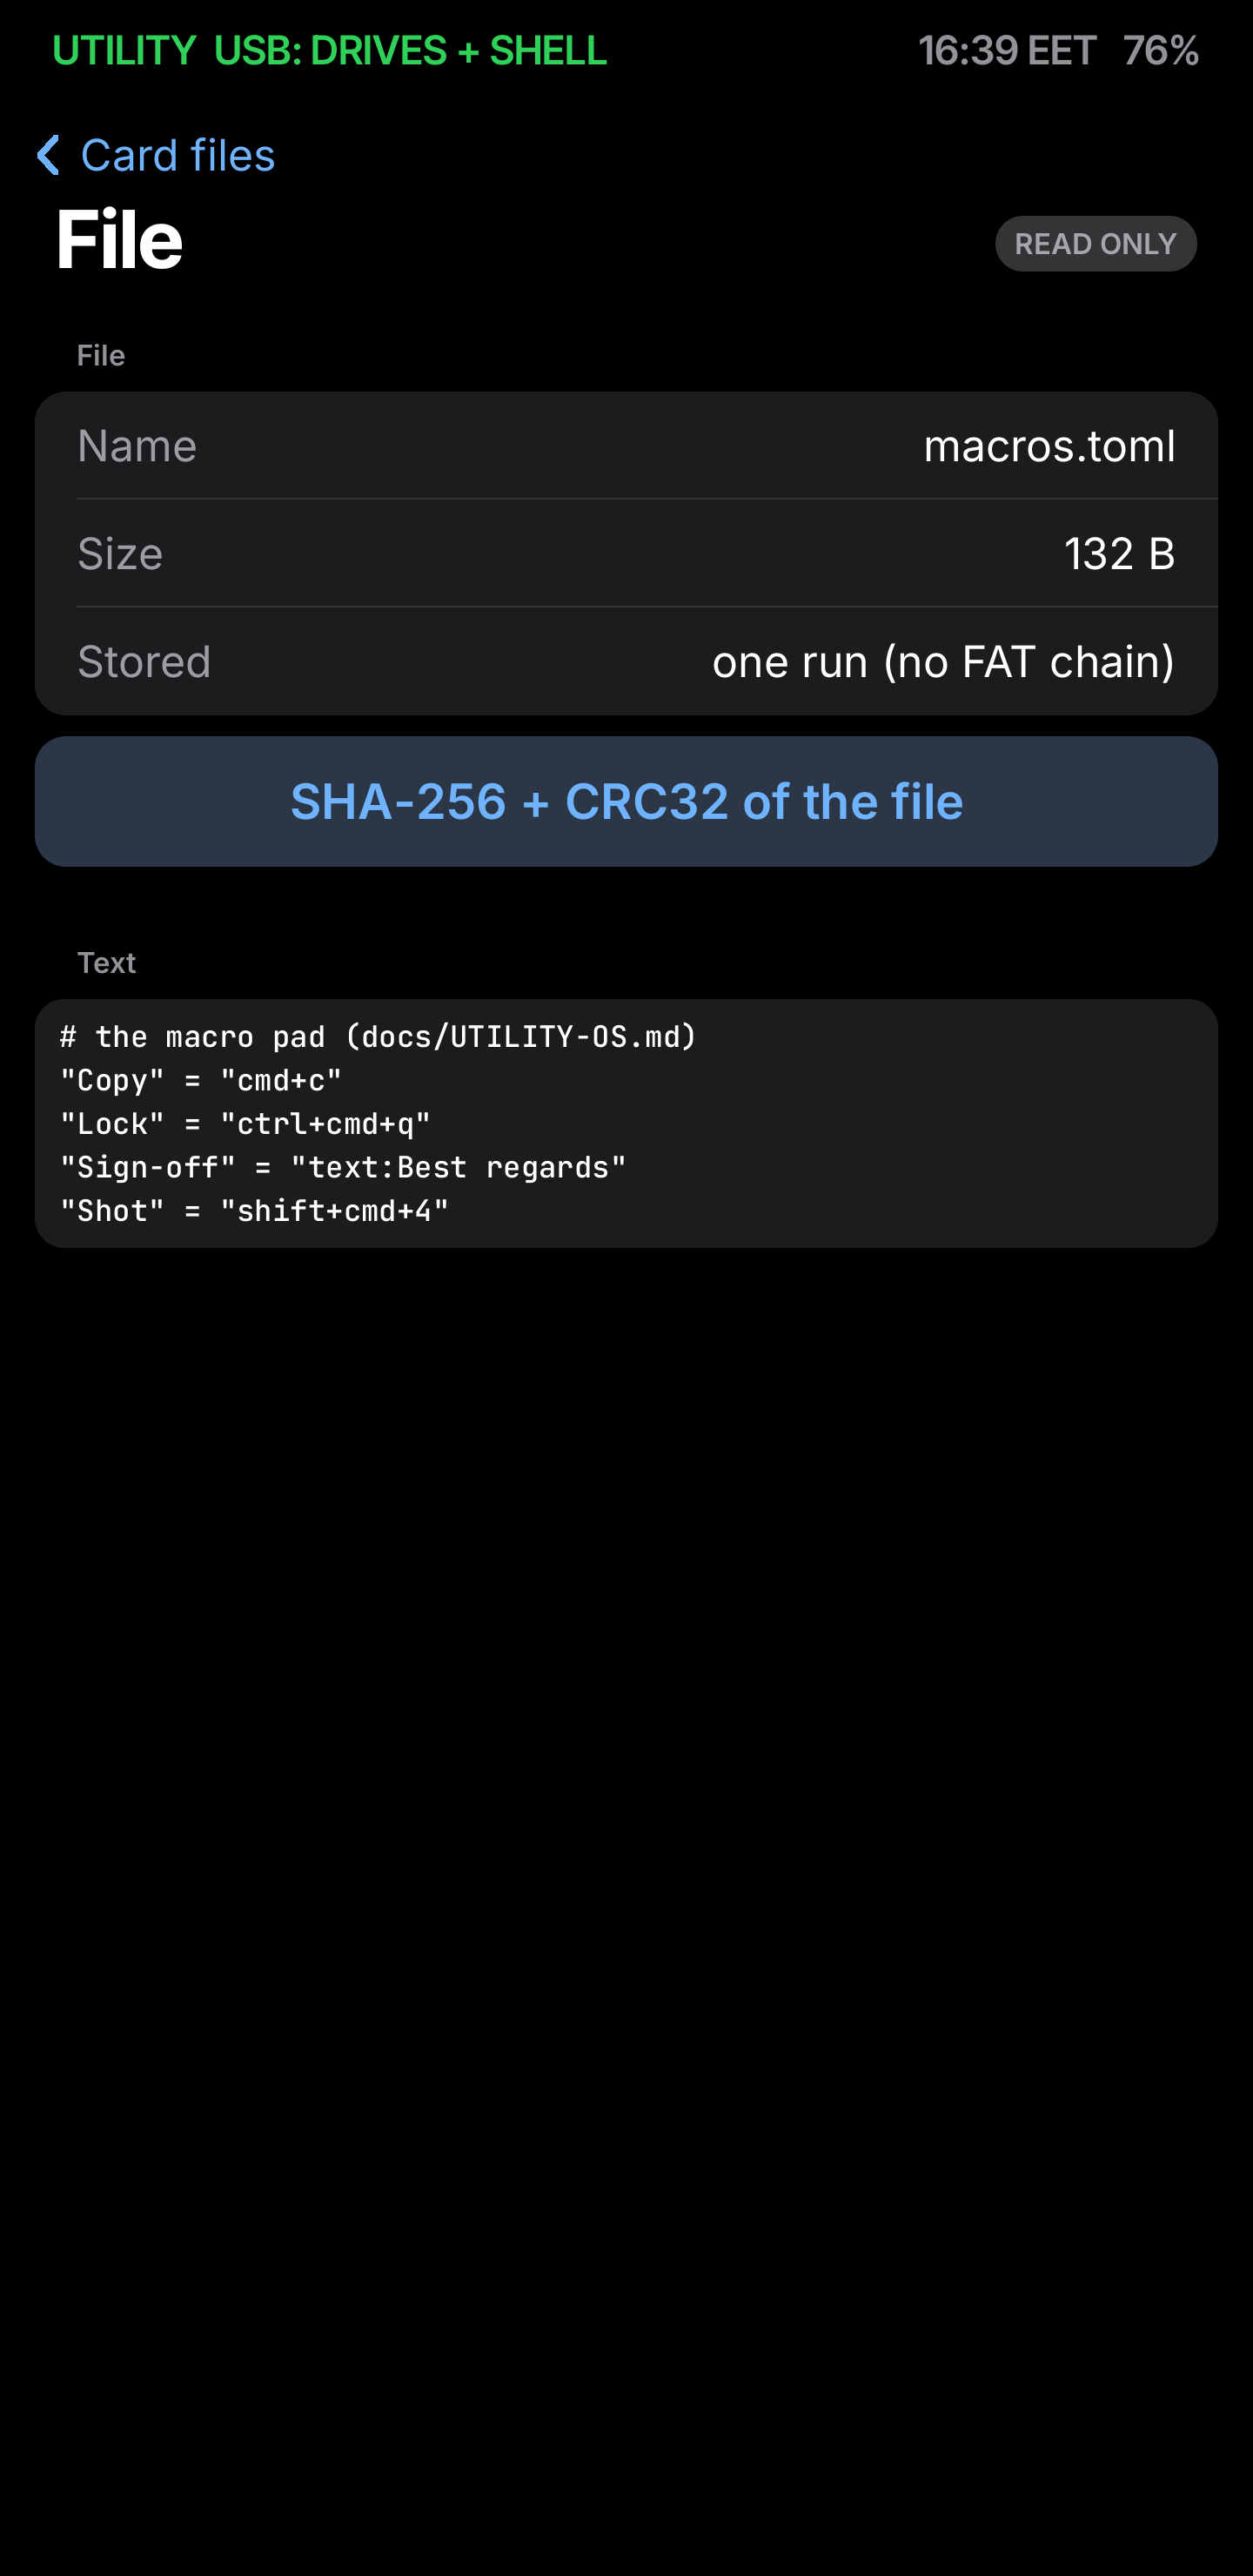 UTILITY USB: DRIVES + SHELL 16:39 EET 76%
Card files
File
READ ONLY
File
Name macros.toml
Size 132 B
Stored one run (no FAT chain)
SHA-256 + CRC32 of the file
Text
# the macro pad (docs/UTILITY-OS.md)
"Copy" = "cmd+c"
"Lock" = "ctrl+cmd+q"
"Sign-off" = "text:Best regards"
"Shot" = "shift+cmd+4"